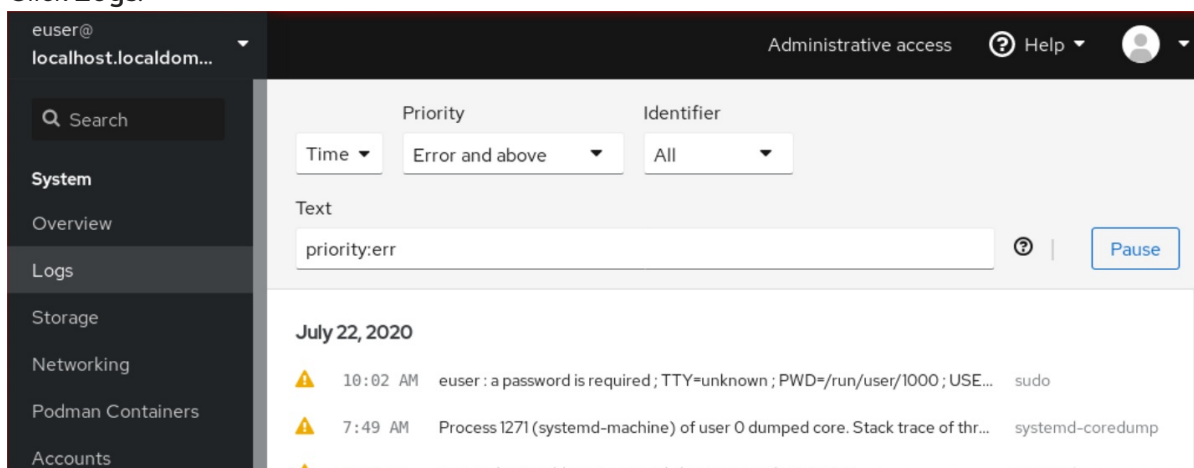 euser@
localhost.localdom...
Administrative access
Help
Search
System
Overview
Logs
Storage
Networking
Podman Containers
Accounts
Priority
Identifier
Time
Error and above
All
Text
priority:err
Pause
July 22, 2020
10:02 AM euser : a password is required ; TTY=unknown ; PWD=/run/user/1000 ; USE... sudo
7:49 AM Process 1271 (systemd-machine) of user 0 dumped core. Stack trace of thr... systemd-coredump